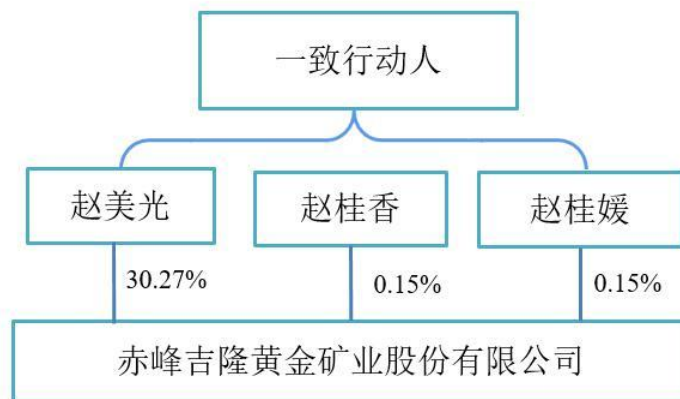 一致行动人
赵美光
赵桂香
赵桂媛
30.27%
0.15%
0.15%
赤峰吉隆黄金矿业股份有限公司